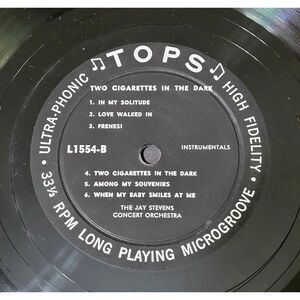 TOPS
ULTRA-PHONIC
HIGH FIDELITY
TWO CIGARETTES IN THE DARK
1. IN MY SOLITUDE
2. LOVE WALKED IN
3. FRENESI
L1554-B
INSTRUMENTALS
4. TWO CIGARETTES IN THE DARK
5. AMONG MY SOUVENIRS
6. WHEN MY BABY SMILES AT ME
THE JAY STEVENS
CONCERT ORCHESTRA
33⅓ RPM LONG PLAYING MICROGROOVE